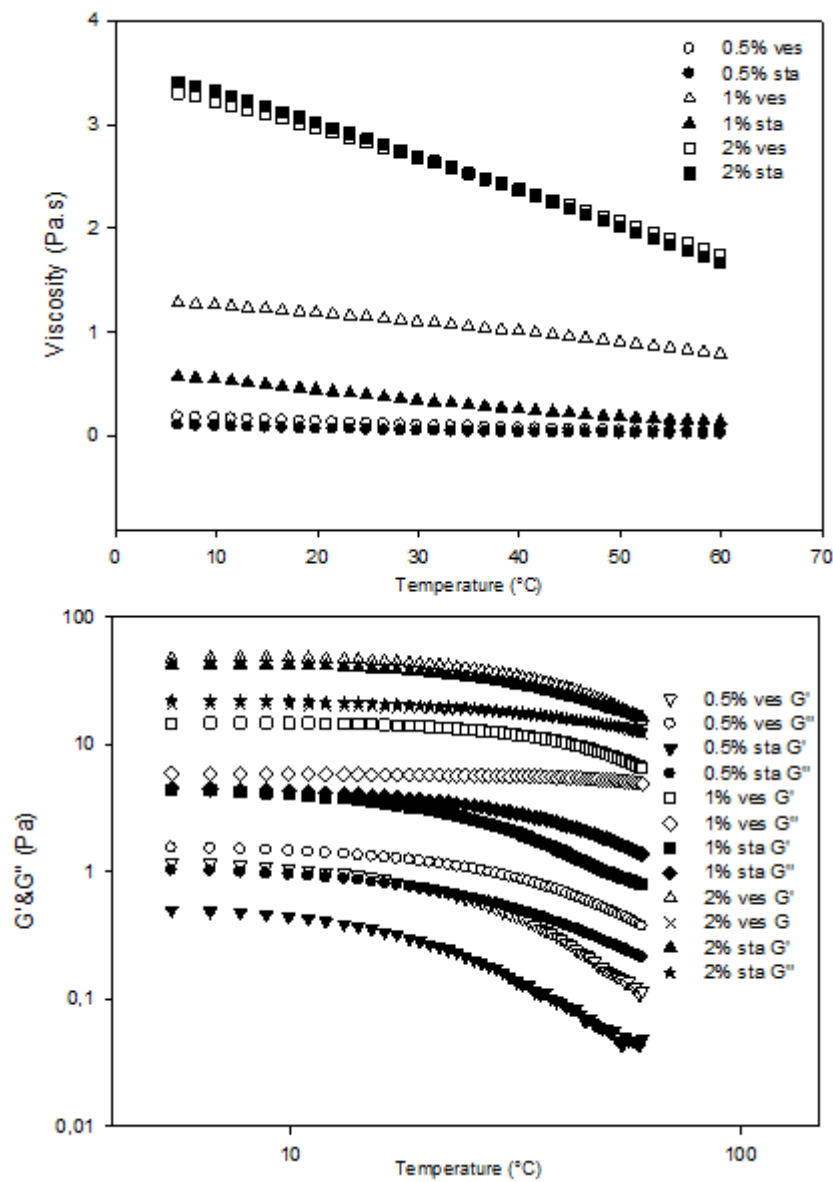 4
3
2
1
0
Viscosity (Pa.s)
0.5% ves
0.5% sta
1% ves
1% sta
2% ves
2% sta
0 10 20 30 40 50 60 70
Temperature (°C)
100
10
1
0,1
0,01
G'&G" (Pa)
0.5% ves G'
0.5% ves G"
0.5% sta G'
0.5% sta G"
1% ves G'
1% ves G"
1% sta G'
1% sta G"
2% ves G'
2% ves G
2% sta G'
2% sta G"
10 100
Temperature (°C)